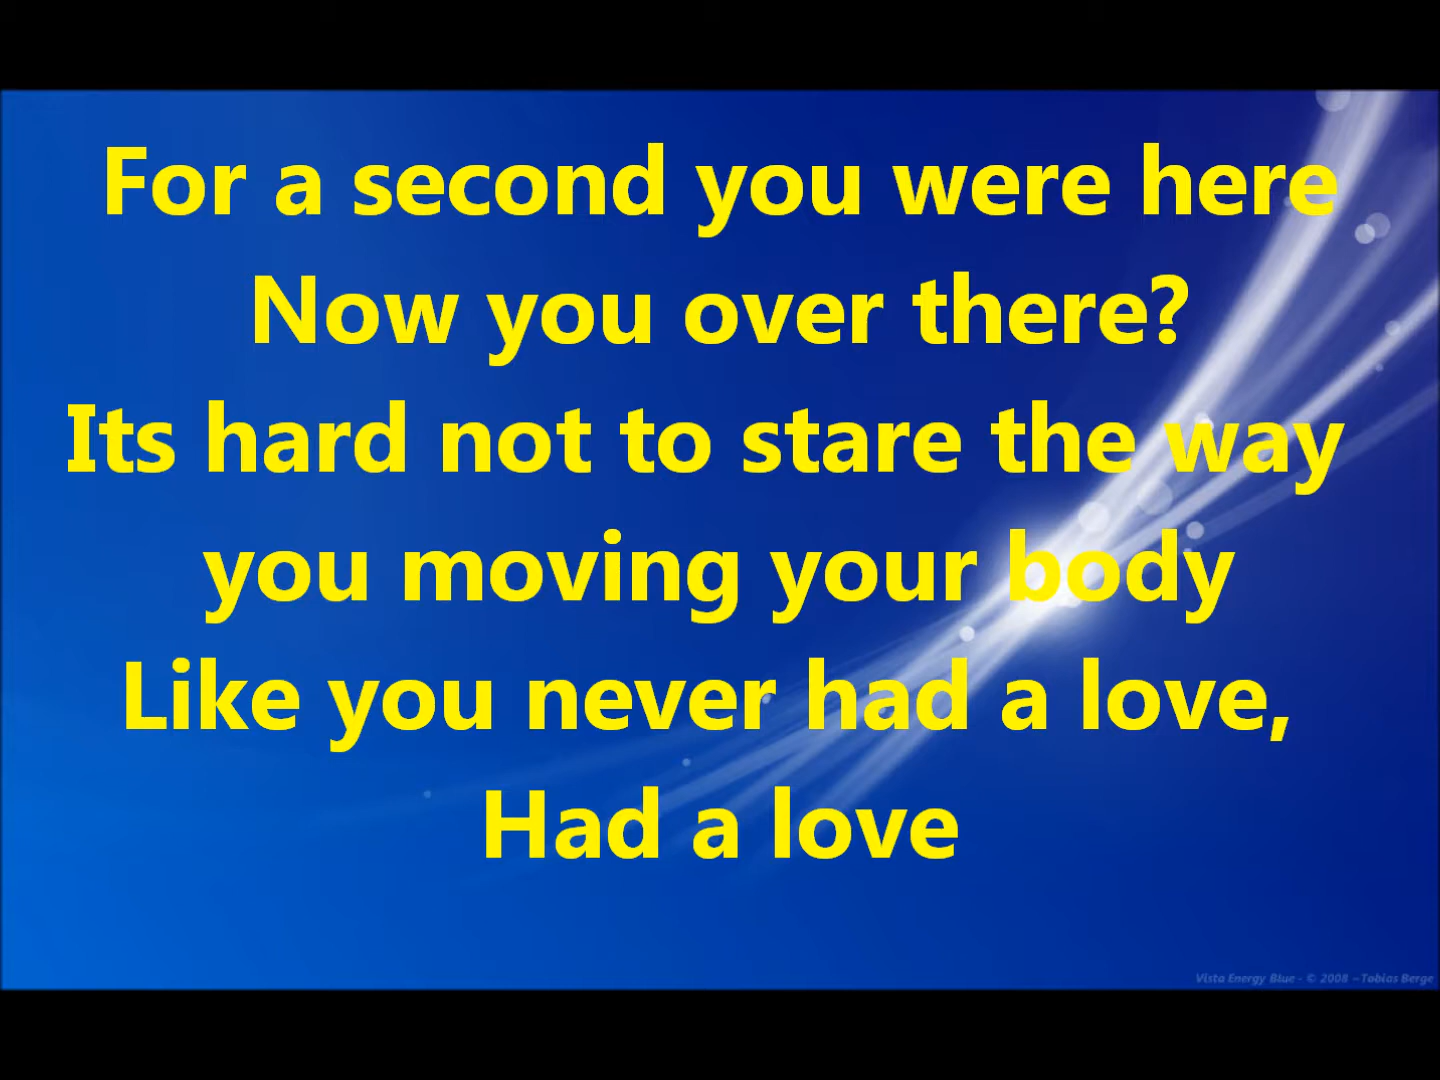 For a second you were here
Now you over there?
Its hard not to stare the way
you moving your body
Like you never had a love,
Had a love
Vista Energy Blue - © 2008 - Tobias Berge